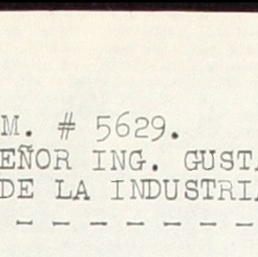 M. # 5629.
EÑOR ING. GUSTA
DE LA INDUSTRIA
- - - - - - - - -